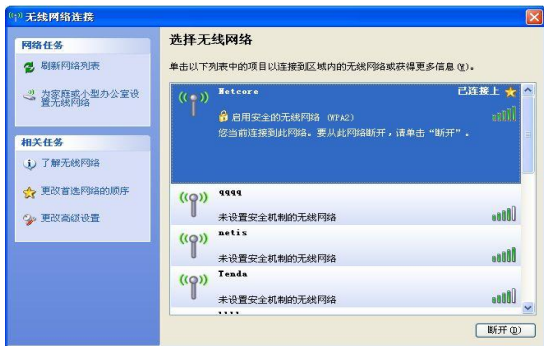 无线网络连接
网络任务
刷新网络列表
为家庭或小型办公室设
置无线网络
相关任务
了解无线网络
更改首选网络的顺序
更改高级设置
选择无线网络
单击以下列表中的项目以连接到区域内的无线网络或获得更多信息(W)。
Netcore 已连接上
启用安全的无线网络 (WPA2)
您当前连接到此网络。要从此网络断开，请单击“断开”。
qqqq
未设置安全机制的无线网络
netis
未设置安全机制的无线网络
Tenda
未设置安全机制的无线网络
断开(D)